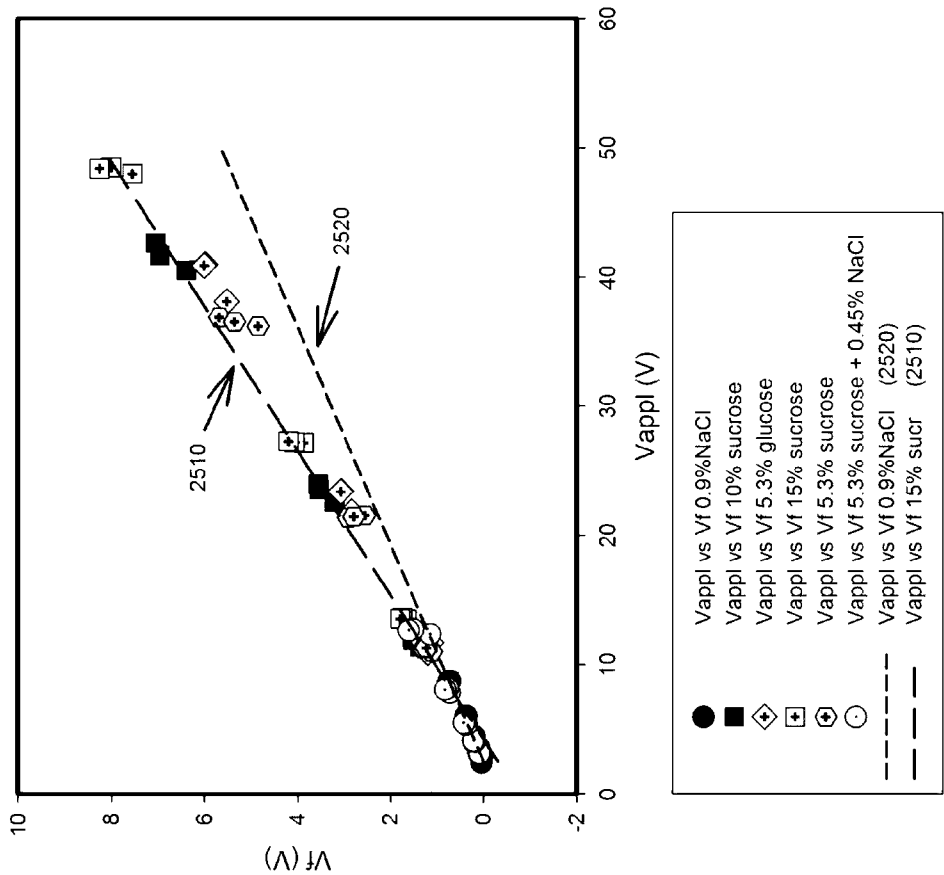 10
8
6
4
2
0
-2
Vf (V)
0
10
20
30
40
50
60
Vappl (V)
2510
2520
Vappl vs Vf 0.9%NaCl
Vappl vs Vf 10% sucrose
Vappl vs Vf 5.3% glucose
Vappl vs Vf 15% sucrose
Vappl vs Vf 5.3% sucrose
Vappl vs Vf 5.3% sucrose + 0.45% NaCl
Vappl vs Vf 0.9%NaCl (2520)
Vappl vs Vf 15% sucr (2510)